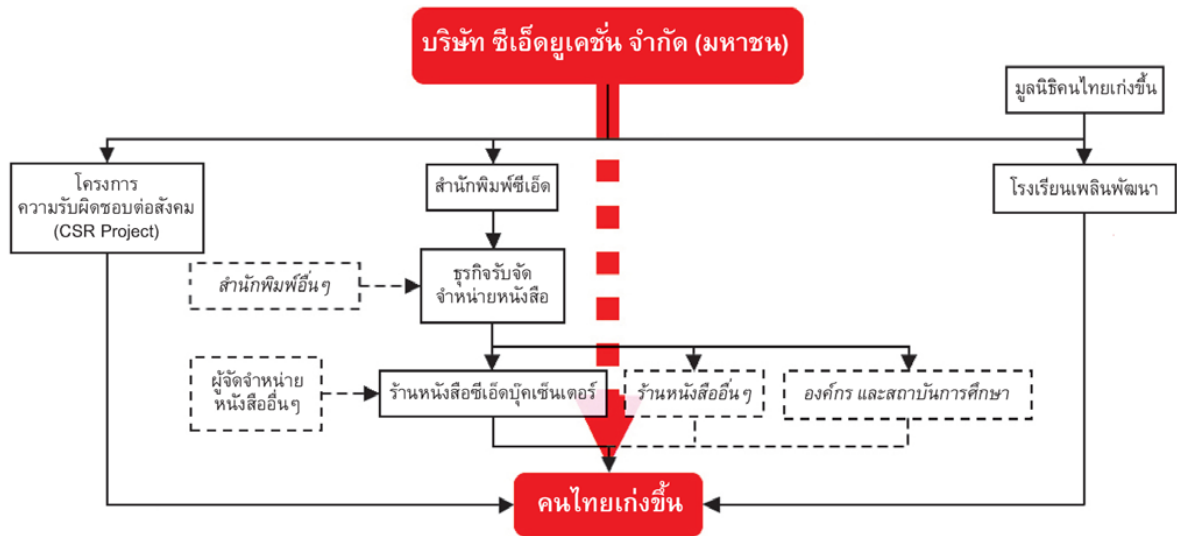 บริษัท ซีเอ็ดยูเคชั่น จำกัด (มหาชน)
มูลนิธิคนไทยเก่งขึ้น
โครงการ
ความรับผิดชอบต่อสังคม
(CSR Project)
สำนักพิมพ์ซีเอ็ด
โรงเรียนเพลินพัฒนา
สำนักพิมพ์อื่นๆ
ธุรกิจรับจัด
จำหน่ายหนังสือ
ผู้จัดจำหน่าย
หนังสืออื่นๆ
ร้านหนังสือซีเอ็ดบุ๊คเซ็นเตอร์
ร้านหนังสืออื่นๆ
องค์กร และสถาบันการศึกษา
คนไทยเก่งขึ้น